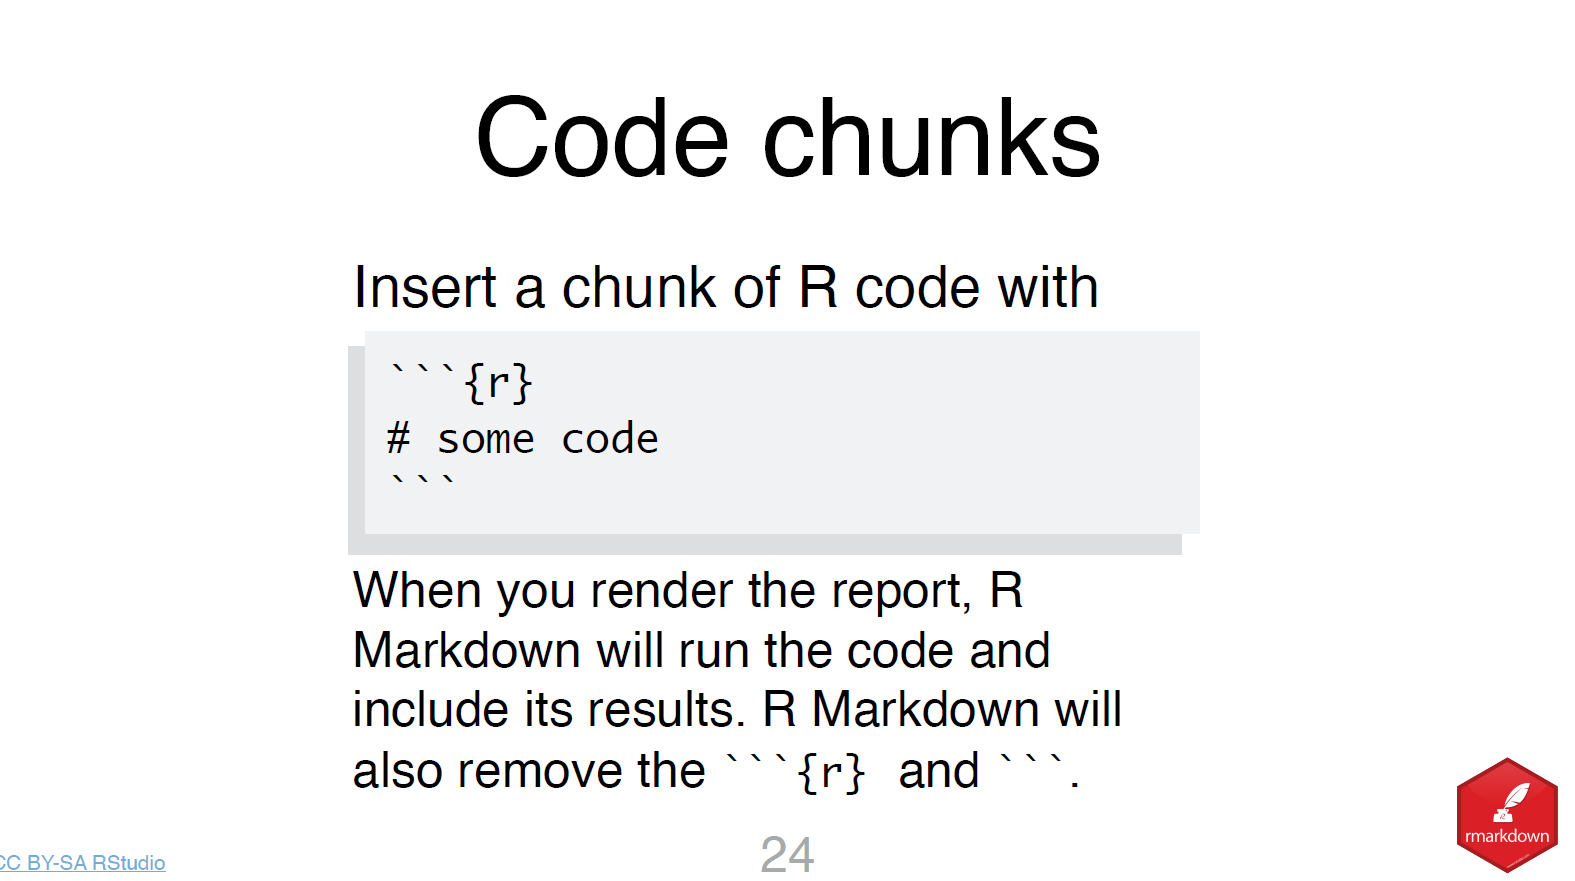 Code chunks
Insert a chunk of R code with
```{r}
# some code
```
When you render the report, R
Markdown will run the code and
include its results. R Markdown will
also remove the ```{r} and ```.
rmarkdown
24
CC BY-SA RStudio